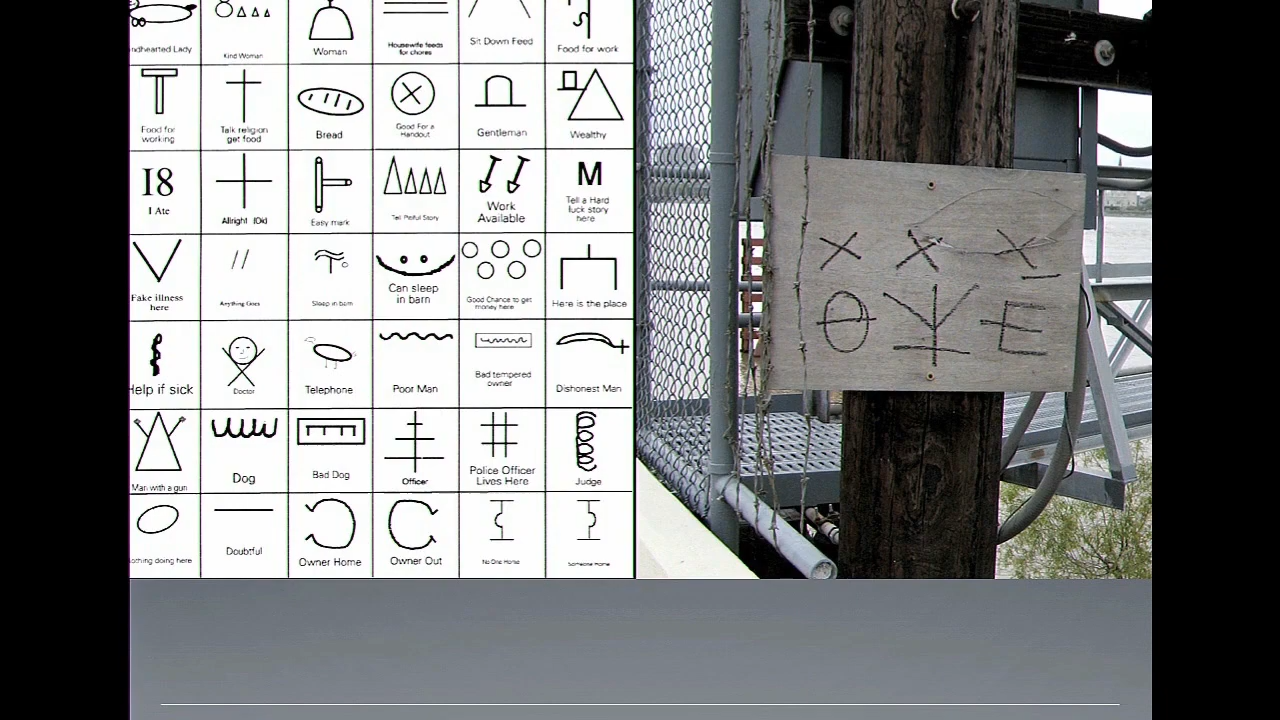 ndhearted Lady
Kind Woman
Woman
Housewife feeds
for chores
Sit Down Feed
Food for work
Food for
working
Talk religion
get food
Bread
Good For a
Handout
Gentleman
Wealthy
I8
I Ate
Allright (Ok)
Easy mark
Tell Pitiful Story
Work
Available
M
Tell a Hard
luck story
here
Fake illness
here
Anything Goes
Sleep in barn
Can sleep
in barn
Good Chance to get
money here
Here is the place
Help if sick
Doctor
Telephone
Poor Man
Bad tempered
owner
Dishonest Man
Man with a gun
Dog
Bad Dog
Officer
Police Officer
Lives Here
Judge
othing doing here
Doubtful
Owner Home
Owner Out
No One Home
Someone Home